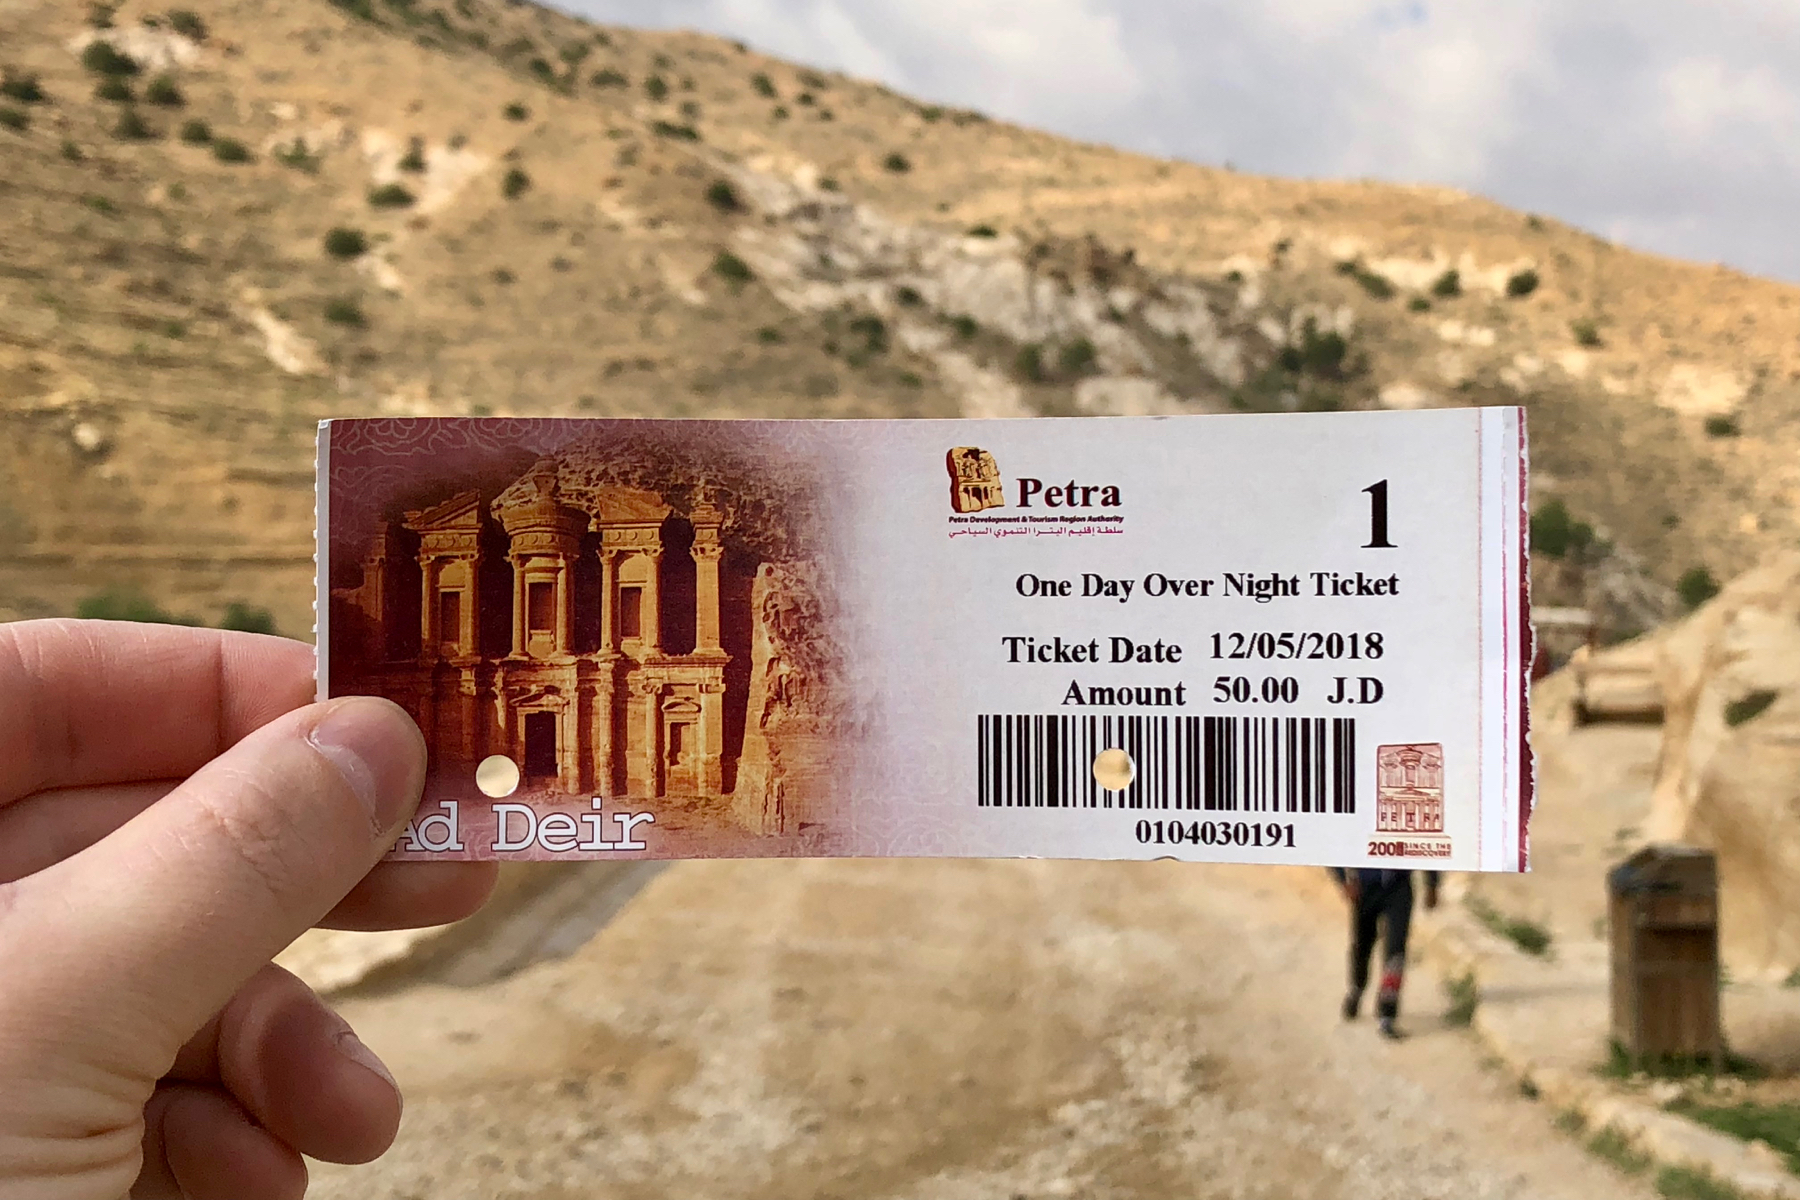 Petra
Petra Development & Tourism Region Authority
سلطة إقليم البترا التنموي السياحي
1
One Day Over Night Ticket
Ticket Date 12/05/2018
Amount 50.00 J.D
0104030191
Ad Deir
PETRA
200 SINCE THE
REDISCOVERY